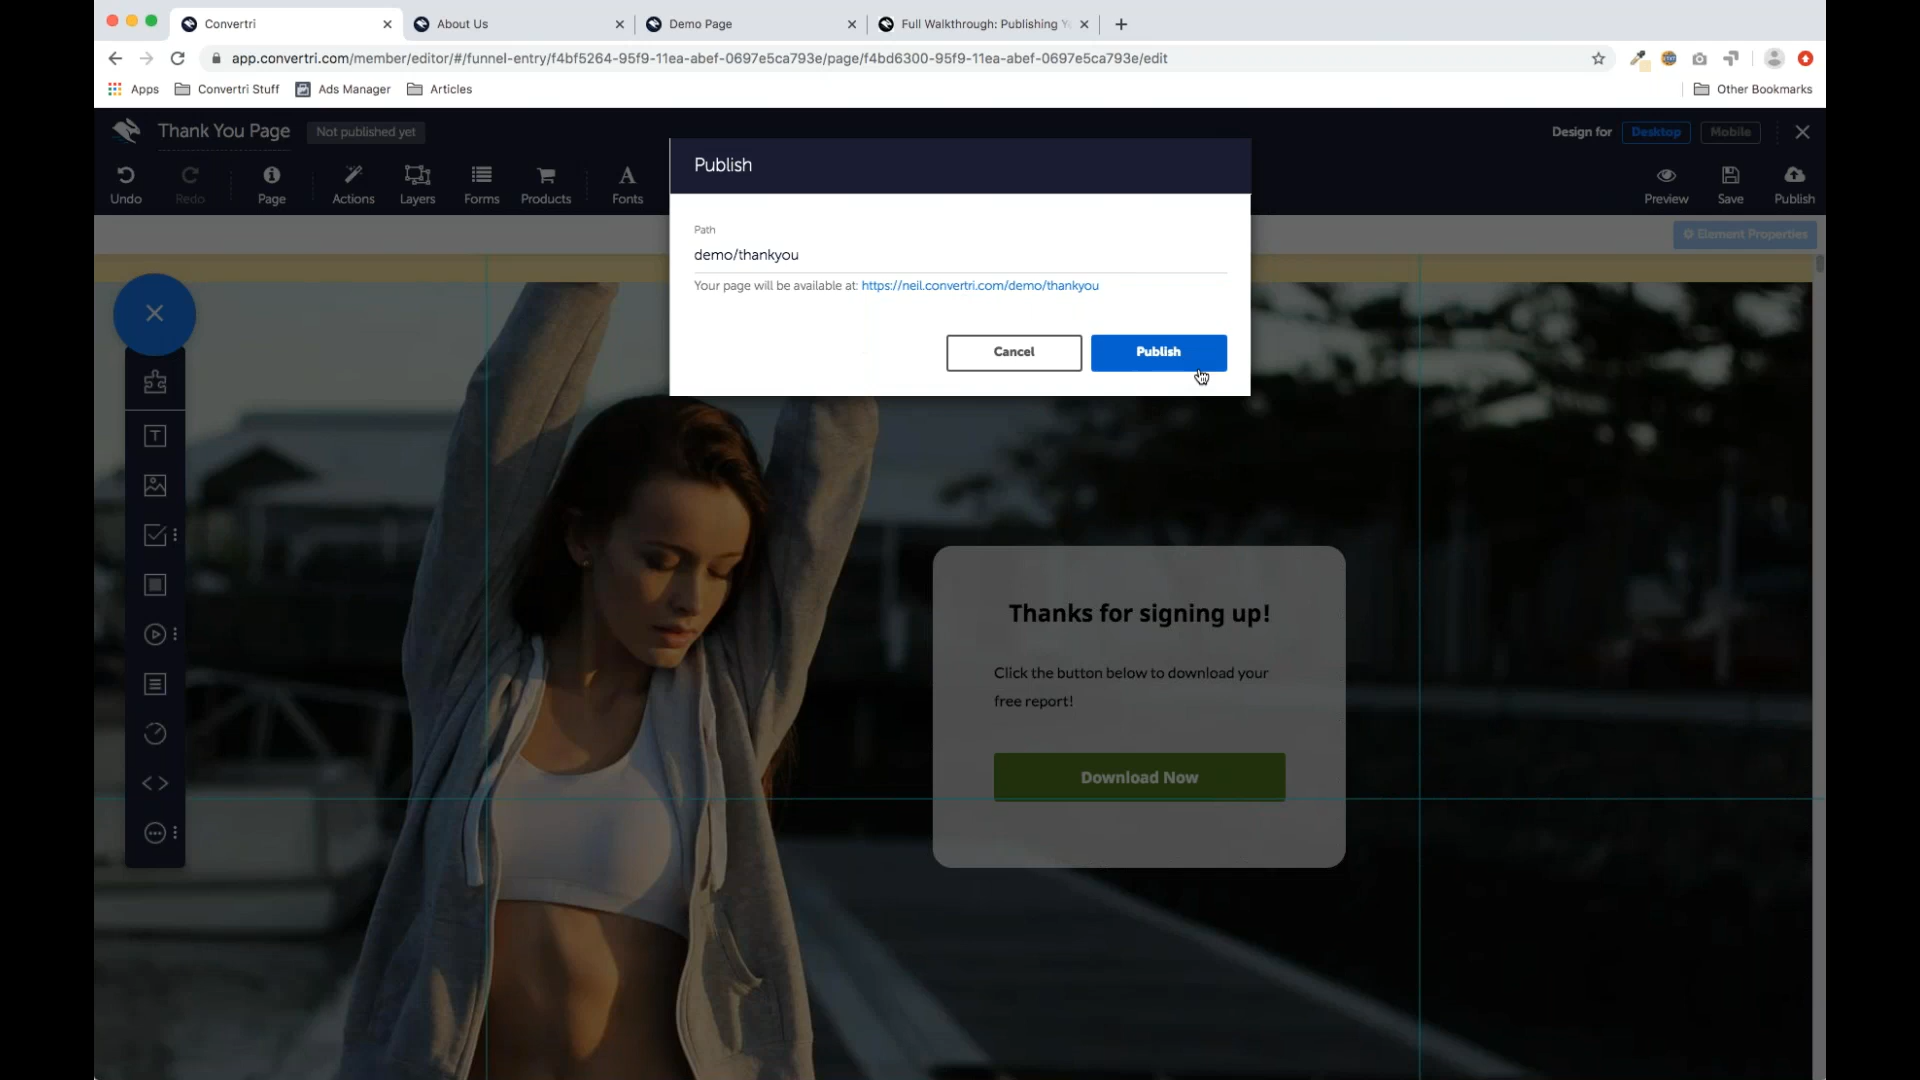 Convertri
About Us
Demo Page
Full Walkthrough: Publishing Y
app.convertri.com/member/editor/#/funnel-entry/f4bf5264-95f9-11ea-abef-0697e5ca793e/page/f4bd6300-95f9-11ea-abef-0697e5ca793e/edit
Apps
Convertri Stuff
Ads Manager
Articles
Other Bookmarks
Thank You Page
Not published yet
Design for
Desktop
Mobile
Undo
Redo
Page
Actions
Layers
Forms
Products
Fonts
Preview
Save
Publish
Element Properties
Publish
Path
demo/thankyou
Your page will be available at: https://neil.convertri.com/demo/thankyou
Cancel
Publish
Thanks for signing up!
Click the button below to download your
free report!
Download Now